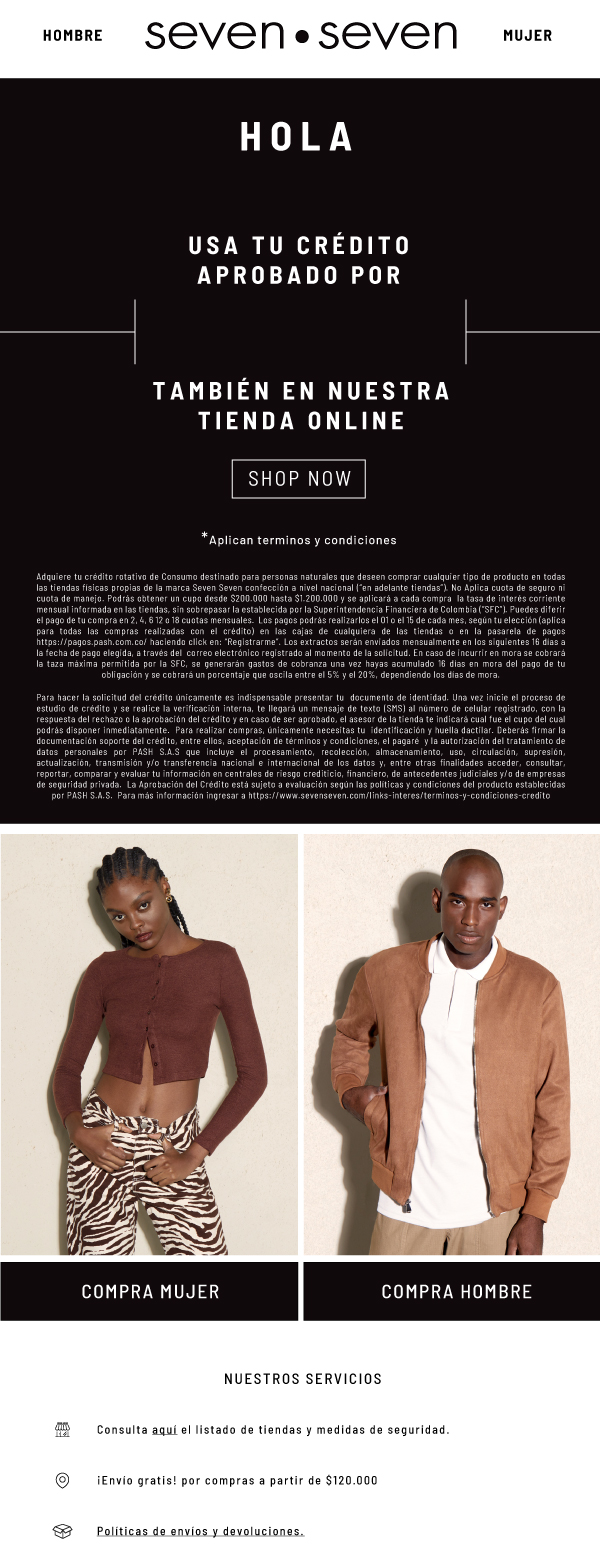 HOMBRE seven•seven MUJER
HOLA
USA TU CRÉDITO
APROBADO POR
TAMBIÉN EN NUESTRA
TIENDA ONLINE
SHOP NOW
*Aplican terminos y condiciones
Adquiere tu crédito rotativo de Consumo destinado para personas naturales que deseen comprar cualquier tipo de producto en todas
las tiendas físicas propias de la marca Seven Seven confección a nivel nacional ("en adelante tiendas"). No Aplica cuota de seguro ni
cuota de manejo. Podrás obtener un cupo desde $200.000 hasta $1.200.000 y se aplicará a cada compra la tasa de interés corriente
mensual informada en las tiendas, sin sobrepasar la establecida por la Superintendencia Financiera de Colombia ("SFC"). Puedes diferir
el pago de tu compra en 2, 4, 6 12 o 18 cuotas mensuales. Los pagos podrás realizarlos el 01 o el 15 de cada mes, según tu elección (aplica
para todas las compras realizadas con el crédito) en las cajas de cualquiera de las tiendas o en la pasarela de pagos
https://pagos.pash.com.co/ haciendo click en: "Registrarme". Los extractos serán enviados mensualmente en los siguientes 16 días a
la fecha de pago elegida, a través del correo electrónico registrado al momento de la solicitud. En caso de incurrir en mora se cobrará
la taza máxima permitida por la SFC, se generarán gastos de cobranza una vez hayas acumulado 16 días en mora del pago de tu
obligación y se cobrará un porcentaje que oscila entre el 5% y el 20%, dependiendo los días de mora.
Para hacer la solicitud del crédito únicamente es indispensable presentar tu documento de identidad. Una vez inicie el proceso de
estudio de crédito y se realice la verificación interna, te llegará un mensaje de texto (SMS) al número de celular registrado, con la
respuesta del rechazo o la aprobación del crédito y en caso de ser aprobado, el asesor de la tienda te indicará cual fue el cupo del cual
podrás disponer inmediatamente. Para realizar compras, únicamente necesitas tu identificación y huella dactilar. Deberás firmar la
documentación soporte del crédito, entre ellos, aceptación de términos y condiciones, el pagaré y la autorización del tratamiento de
datos personales por PASH S.A.S que incluye el procesamiento, recolección, almacenamiento, uso, circulación, supresión,
actualización, transmisión y/o transferencia nacional e internacional de los datos y, entre otras finalidades acceder, consultar,
reportar, comparar y evaluar tu información en centrales de riesgo crediticio, financiero, de antecedentes judiciales y/o de empresas
de seguridad privada. La Aprobación del Crédito está sujeto a evaluación según las políticas y condiciones del producto establecidas
por PASH S.A.S. Para más información ingresar a https://www.sevenseven.com/links-interes/terminos-y-condiciones-credito
COMPRA MUJER
COMPRA HOMBRE
NUESTROS SERVICIOS
Consulta aquí el listado de tiendas y medidas de seguridad.
¡Envío gratis! por compras a partir de $120.000
Políticas de envíos y devoluciones.